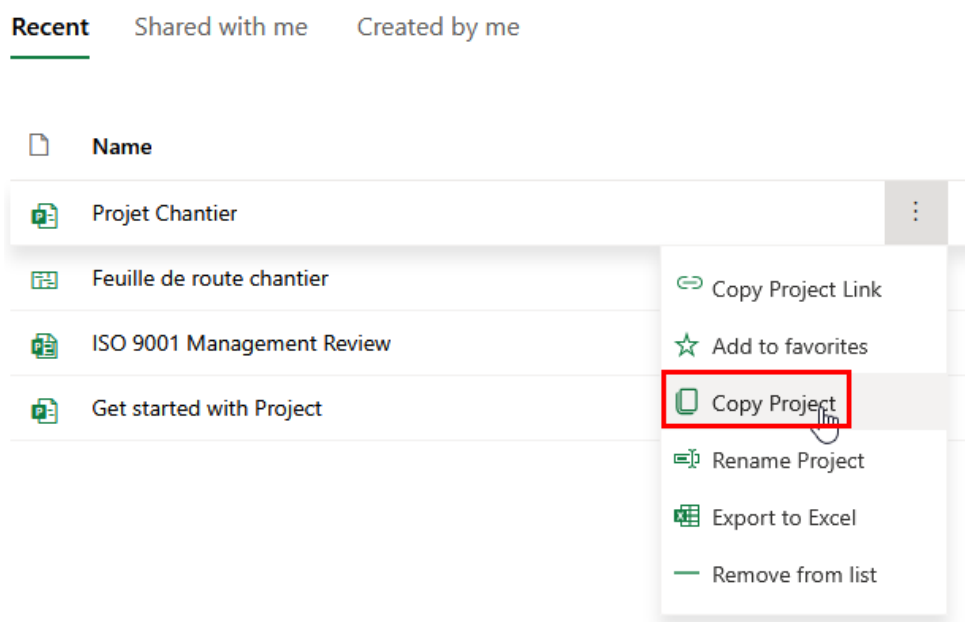 Recent Shared with me Created by me
Name
Projet Chantier
Feuille de route chantier
ISO 9001 Management Review
Get started with Project
Copy Project Link
Add to favorites
Copy Project
Rename Project
Export to Excel
Remove from list